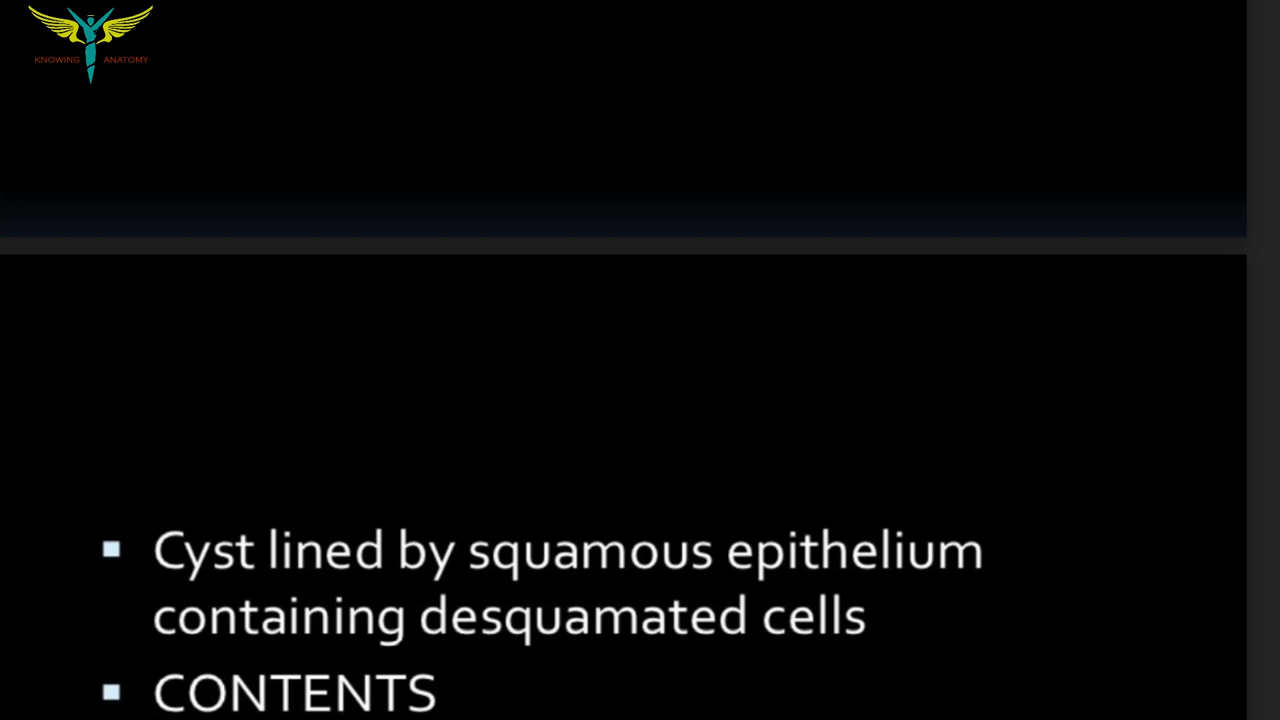 KNOWING ANATOMY
Cyst lined by squamous epithelium
containing desquamated cells
CONTENTS